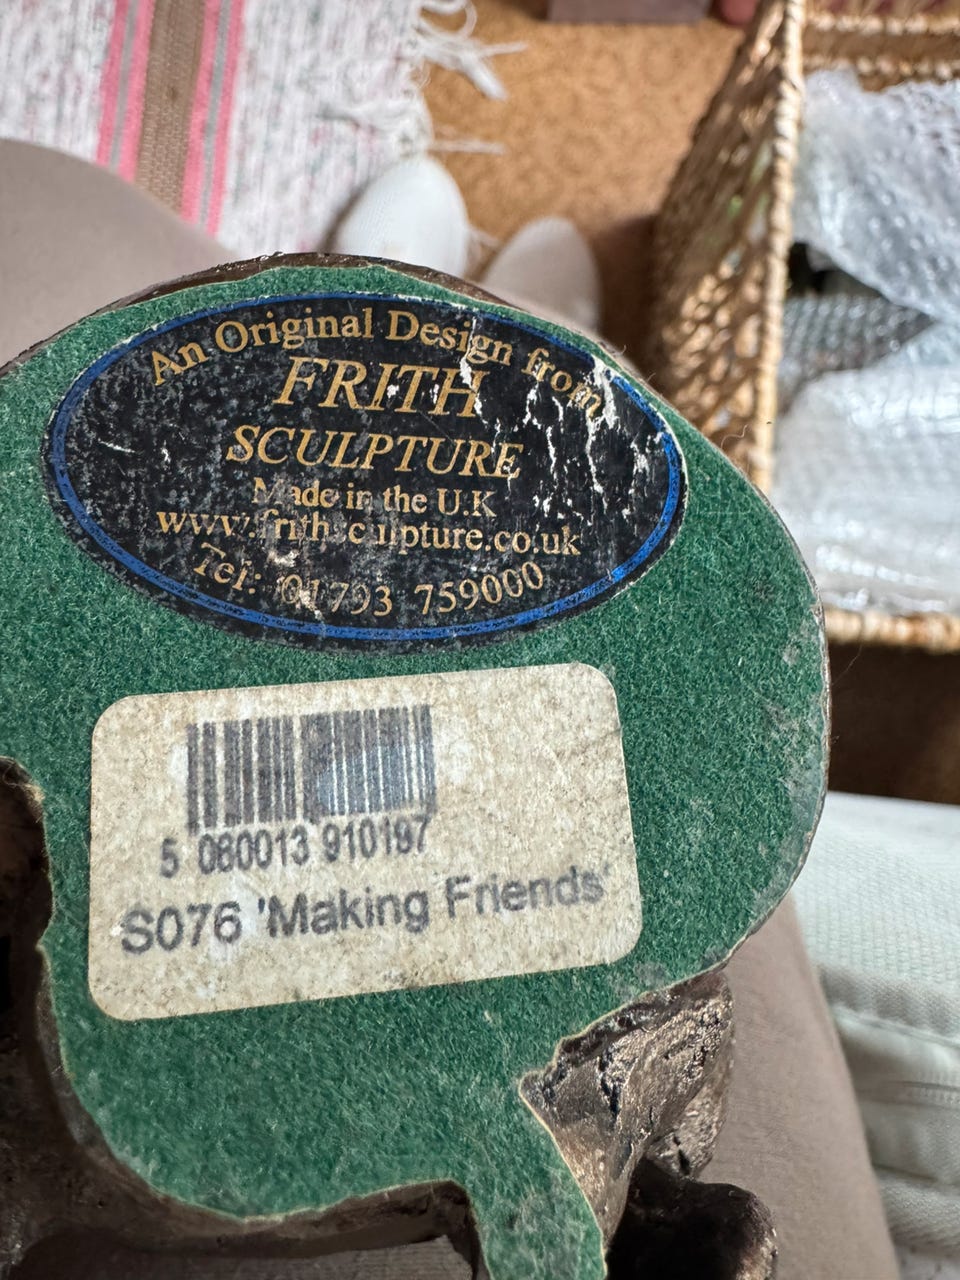 An Original Design from
FRITH
SCULPTURE
Made in the U.K
www.frithsculpture.co.uk
Tel: 01793 759000
5 060013 910197
S076 'Making Friends'